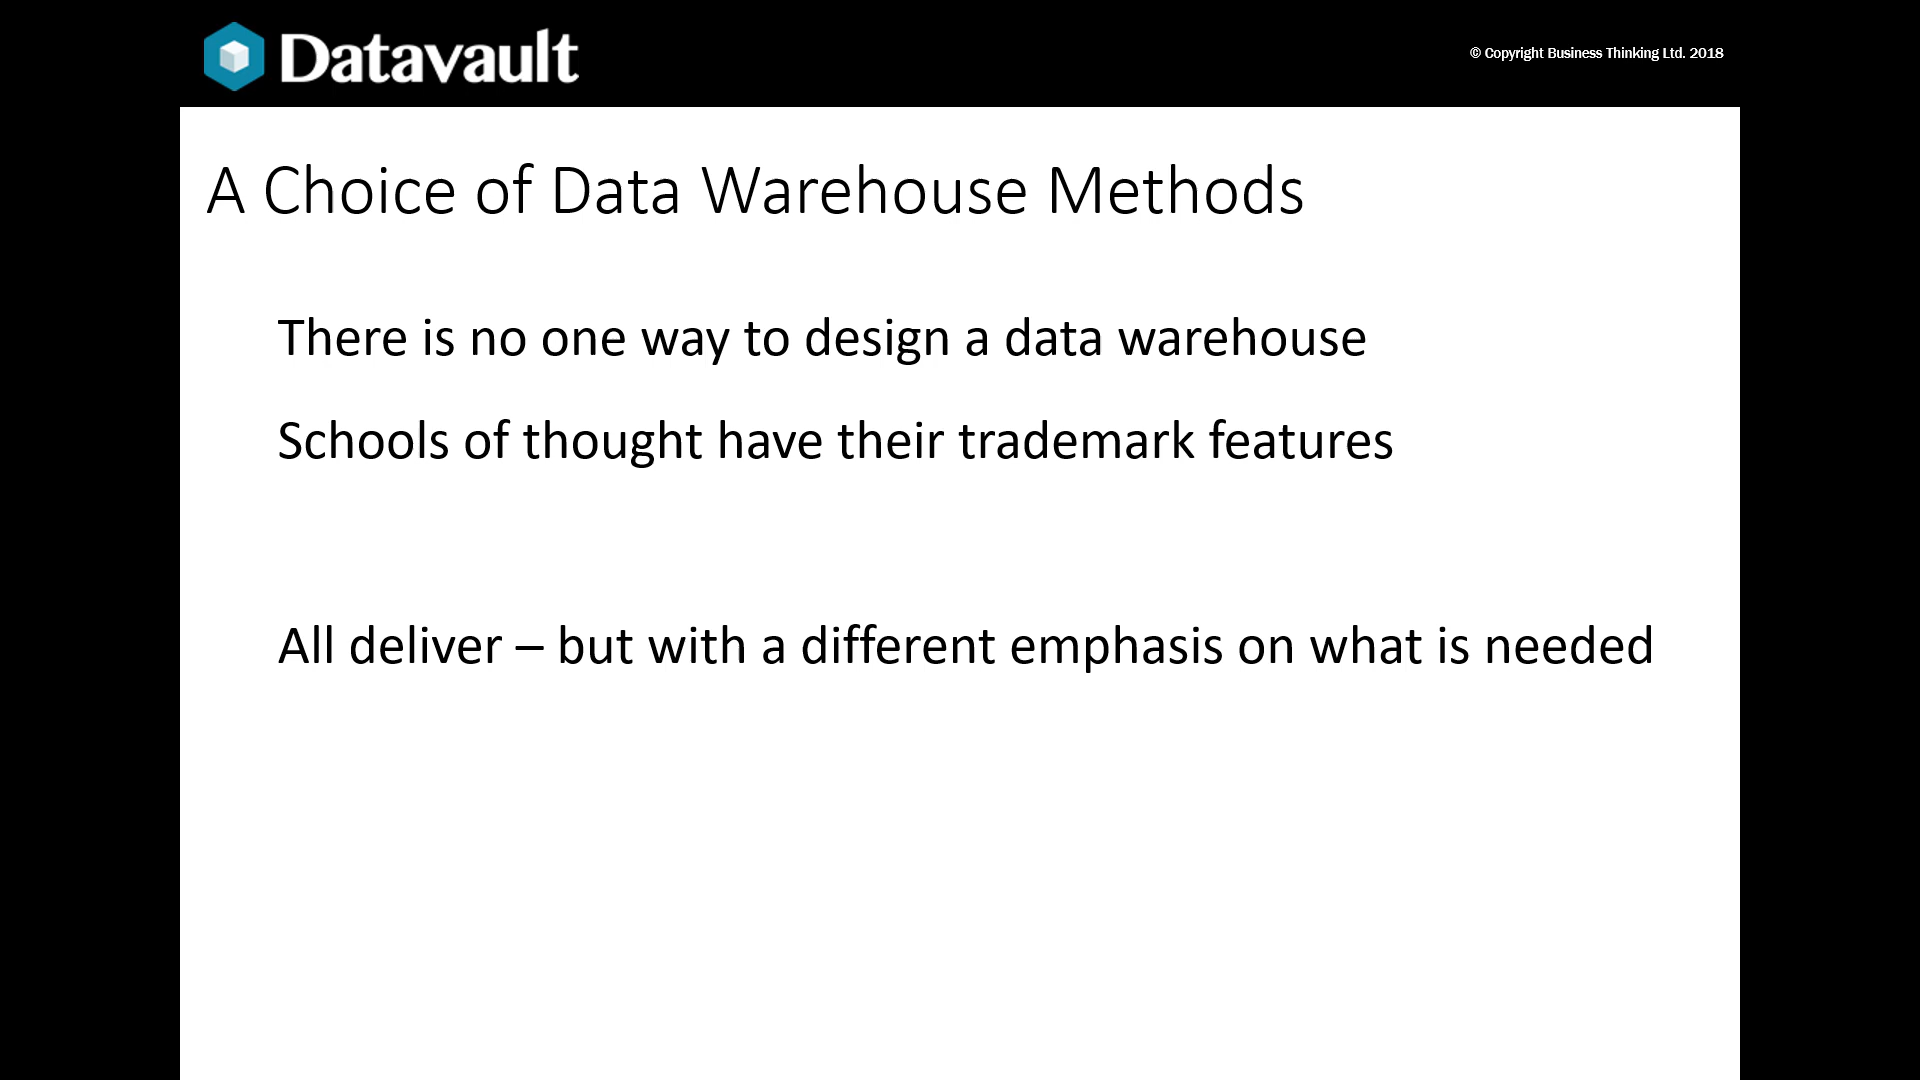 Datavault
© Copyright Business Thinking Ltd. 2018
A Choice of Data Warehouse Methods
There is no one way to design a data warehouse
Schools of thought have their trademark features
All deliver – but with a different emphasis on what is needed